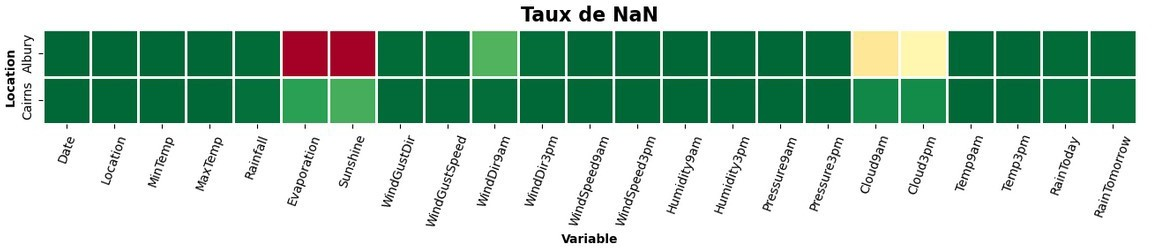 Taux de NaN
Location
Albury
Cairns
Date
Location
MinTemp
MaxTemp
Rainfall
Evaporation
Sunshine
WindGustDir
WindGustSpeed
WindDir9am
WindDir3pm
WindSpeed9am
WindSpeed3pm
Humidity9am
Humidity3pm
Pressure9am
Pressure3pm
Cloud9am
Cloud3pm
Temp9am
Temp3pm
RainToday
RainTomorrow
Variable